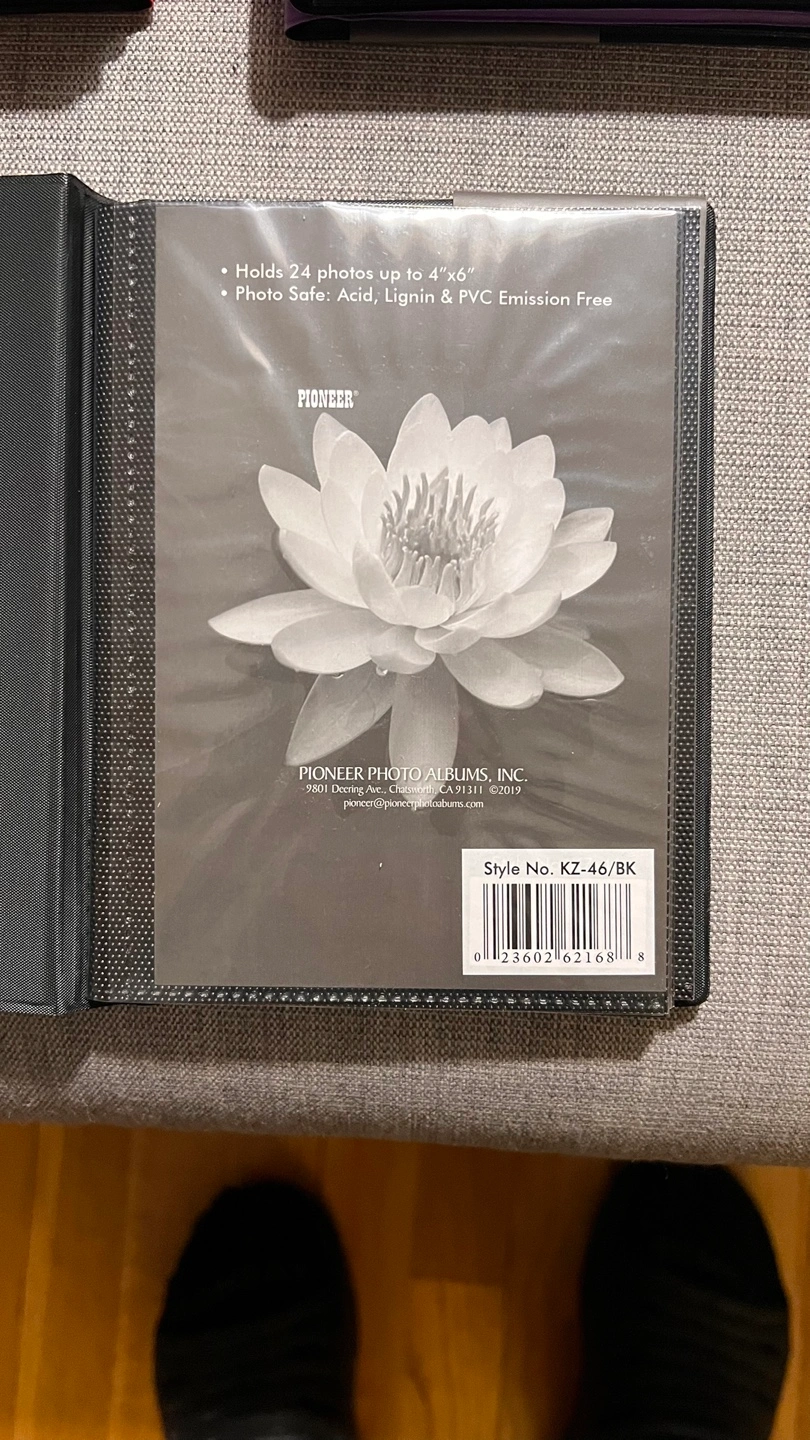 • Holds 24 photos up to 4”x6”
• Photo Safe: Acid, Lignin & PVC Emission Free
PIONEER®
PIONEER PHOTO ALBUMS, INC.
9801 Deering Ave., Chatsworth, CA 91311 ©2019
pioneer@pioneerphotoabums.com
Style No. KZ-46/BK
0 23602 62168 8